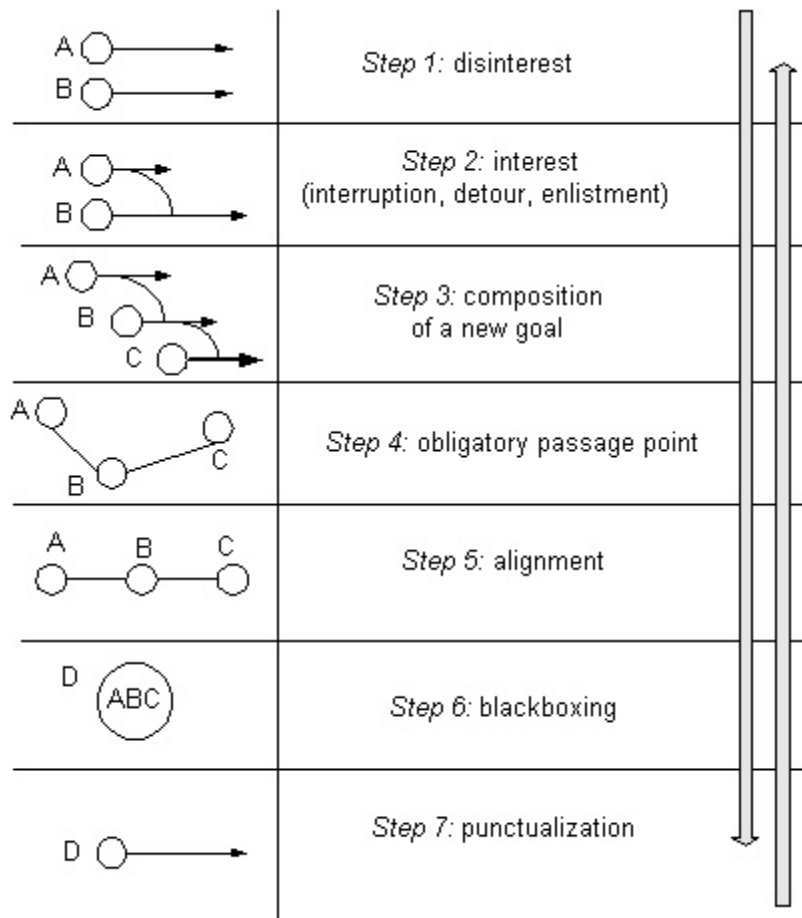 A
B
Step 1: disinterest
A
B
Step 2: interest
(interruption, detour, enlistment)
A
B
C
Step 3: composition
of a new goal
A
B
C
Step 4: obligatory passage point
A B C
Step 5: alignment
D
ABC
Step 6: blackboxing
D
Step 7: punctualization